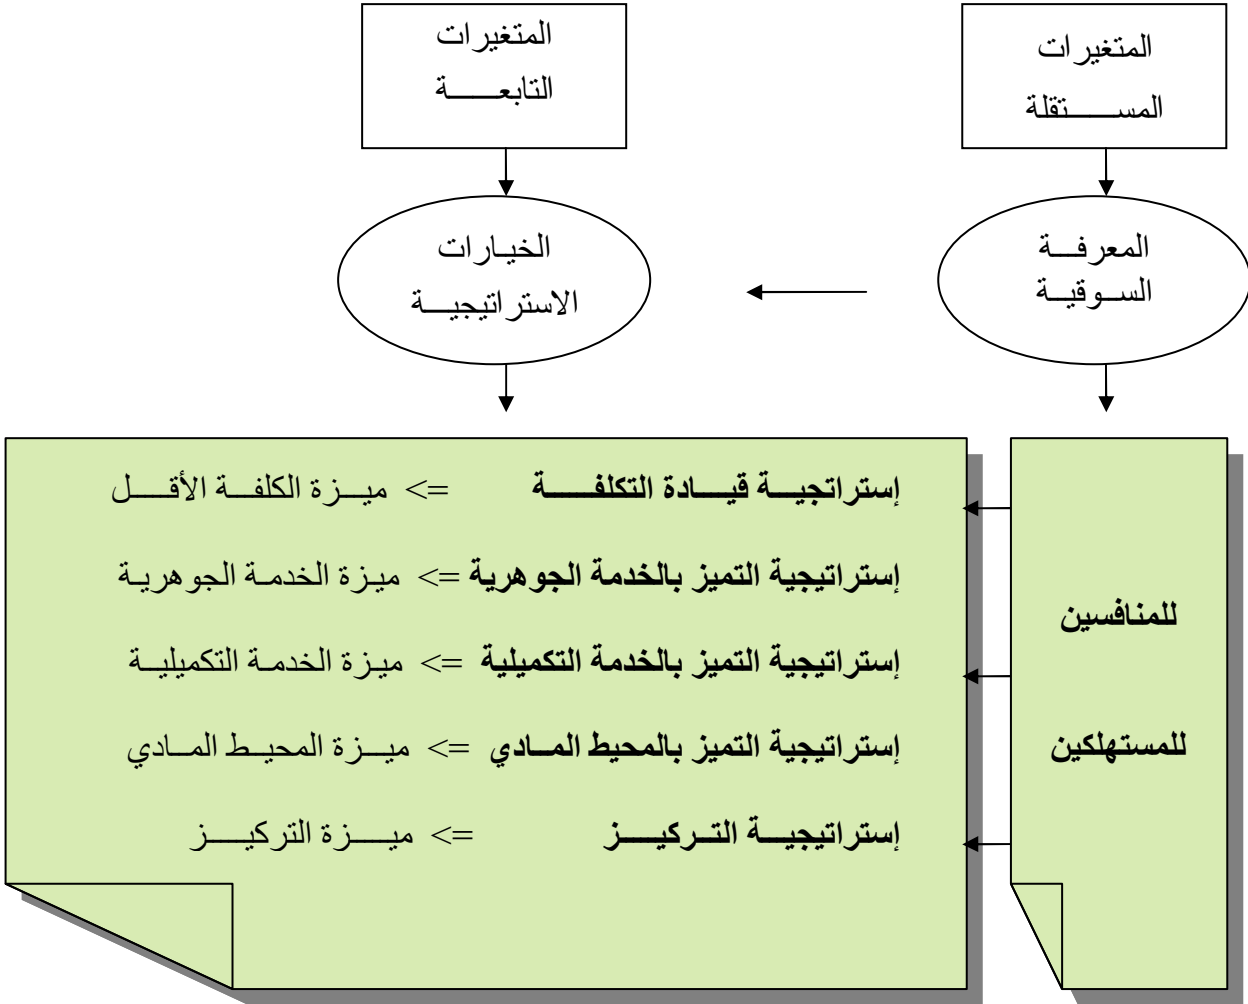 المتغيرات
المستقلة
المتغيرات
التابعة
المعرفة
السوقية
الخيارات
الاستراتيجية
للمنافسين
للمستهلكين
إستراتجية قيادة التكلفة => ميزة الكلفة الأقل
إستراتيجية التميز بالخدمة الجوهرية => ميزة الخدمة الجوهرية
إستراتيجية التميز بالخدمة التكميلية => ميزة الخدمة التكميلية
إستراتيجية التميز بالمحيط المادي => ميزة المحيط المادي
إستراتيجية التركيز => ميزة التركيز